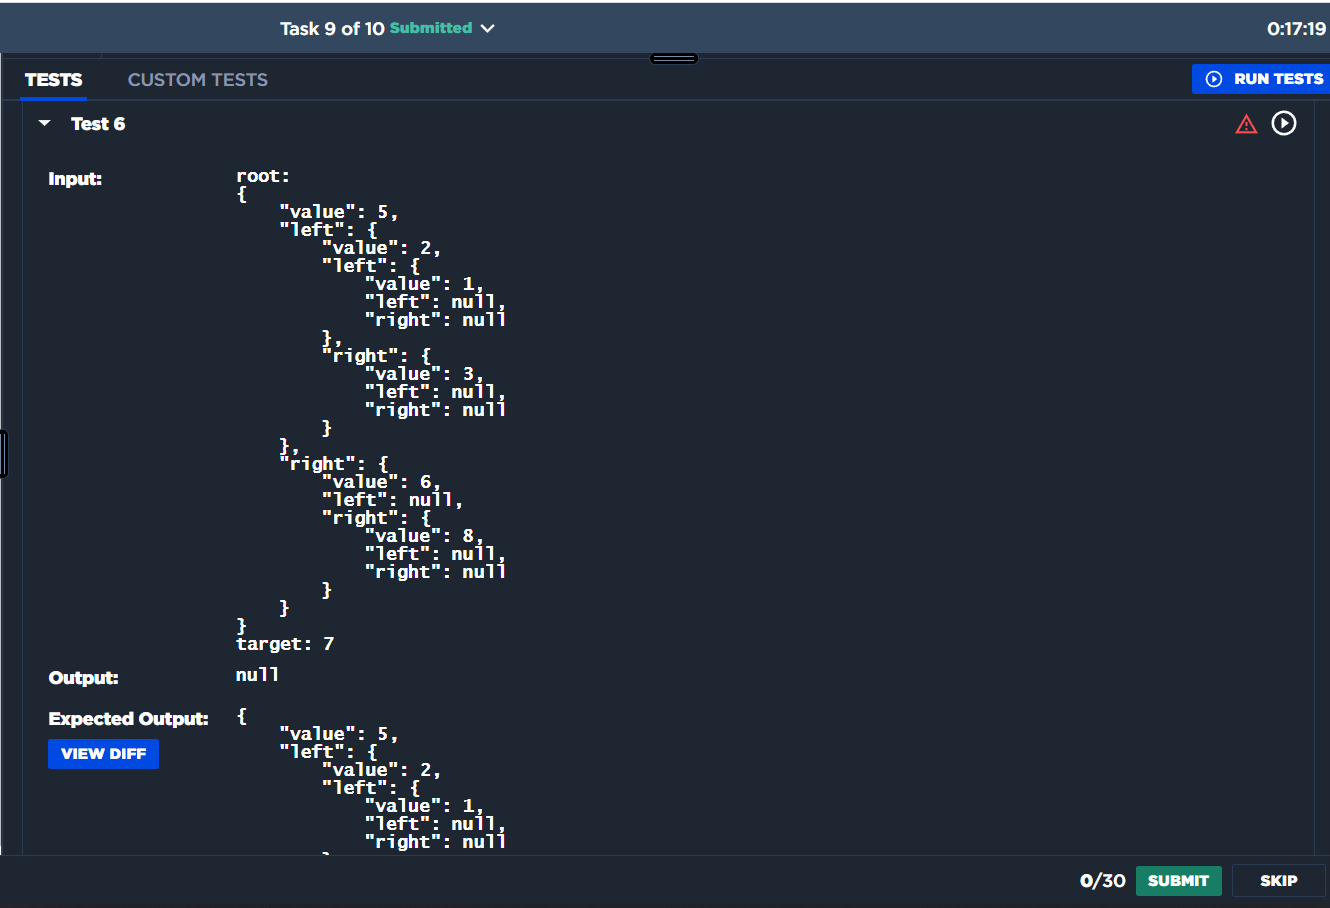 Task 9 of 10 Submitted
0:17:19
TESTS
CUSTOM TESTS
RUN TESTS
Test 6
Input:
root:
{
    "value": 5,
    "left": {
        "value": 2,
        "left": {
            "value": 1,
            "left": null,
            "right": null
        },
        "right": {
            "value": 3,
            "left": null,
            "right": null
        }
    },
    "right": {
        "value": 6,
        "left": null,
        "right": {
            "value": 8,
            "left": null,
            "right": null
        }
    }
}
target: 7
Output:
null
Expected Output:
VIEW DIFF
{
    "value": 5,
    "left": {
        "value": 2,
        "left": {
            "value": 1,
            "left": null,
            "right": null
0/30
SUBMIT
SKIP